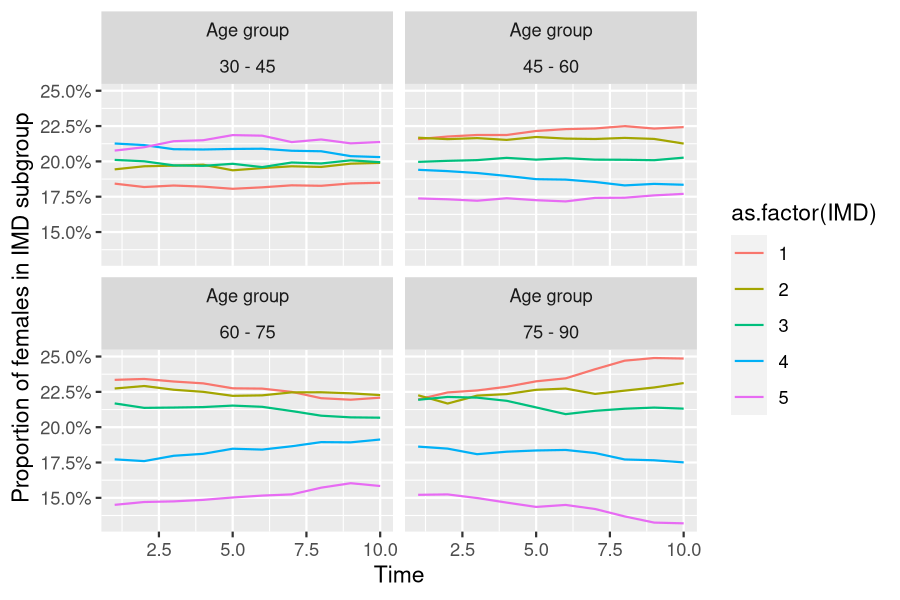 Age group
30 - 45
Age group
45 - 60
25.0%
22.5%
20.0%
17.5%
15.0%
Age group
60 - 75
Age group
75 - 90
25.0%
22.5%
20.0%
17.5%
15.0%
2.5 5.0 7.5 10.0
2.5 5.0 7.5 10.0
Time
Proportion of females in IMD subgroup
as.factor(IMD)
1
2
3
4
5